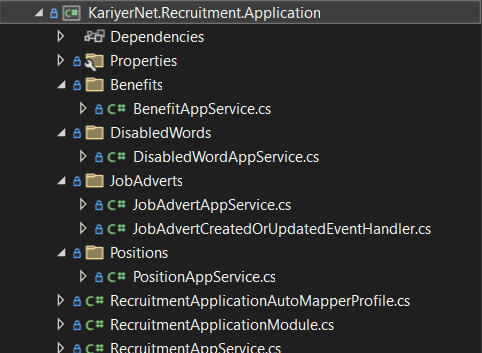 KariyerNet.Recruitment.Application
Dependencies
Properties
Benefits
C# BenefitAppService.cs
DisabledWords
C# DisabledWordAppService.cs
JobAdverts
C# JobAdvertAppService.cs
C# JobAdvertCreatedOrUpdatedEventHandler.cs
Positions
C# PositionAppService.cs
C# RecruitmentApplicationAutoMapperProfile.cs
C# RecruitmentApplicationModule.cs
C# RecruitmentAppService.cs